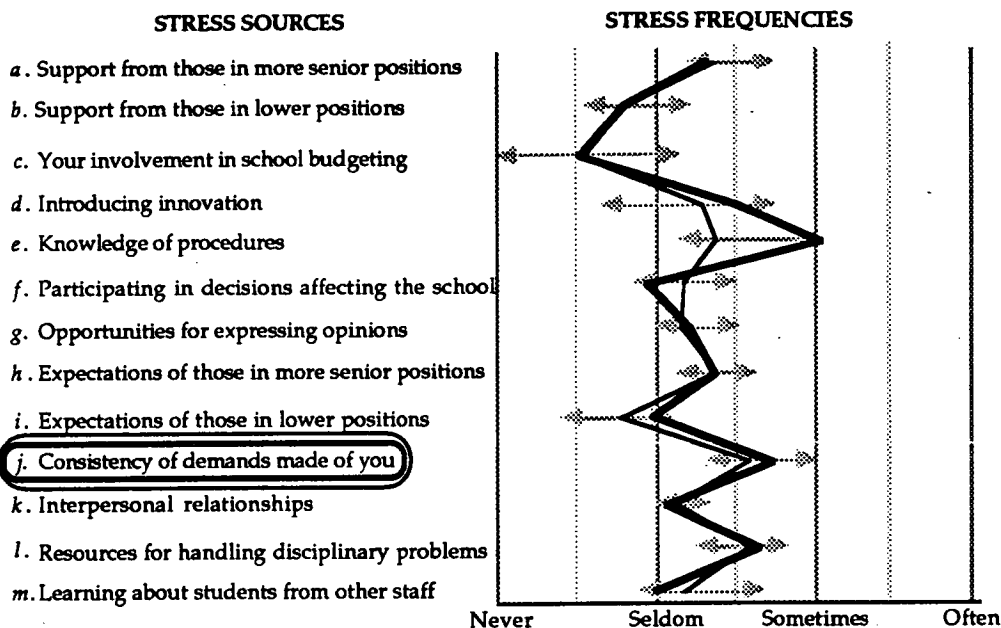 STRESS SOURCES
STRESS FREQUENCIES
a. Support from those in more senior positions
b. Support from those in lower positions
c. Your involvement in school budgeting
d. Introducing innovation
e. Knowledge of procedures
f. Participating in decisions affecting the school
g. Opportunities for expressing opinions
h. Expectations of those in more senior positions
i. Expectations of those in lower positions
j. Consistency of demands made of you
k. Interpersonal relationships
l. Resources for handling disciplinary problems
m. Learning about students from other staff
Never Seldom Sometimes Often